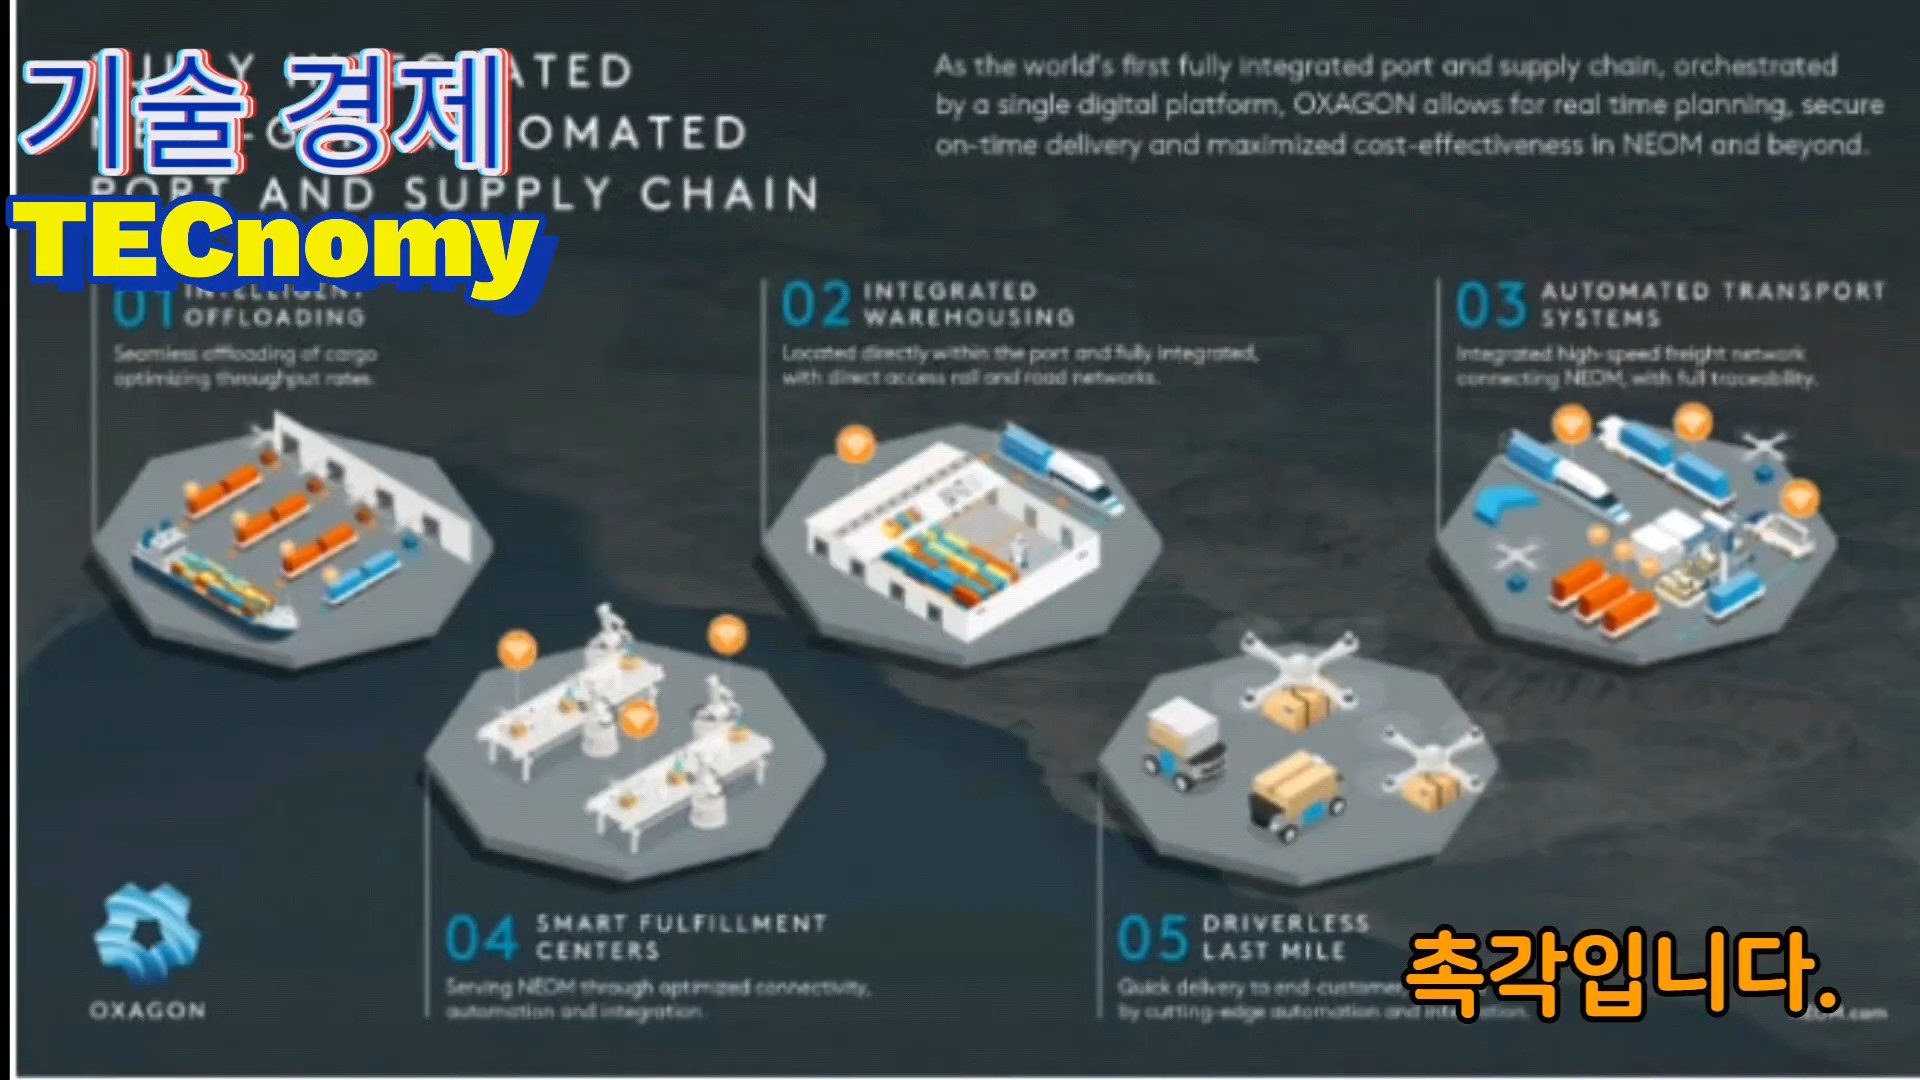 기술 경제
TECnomy
AND SUPPLY CHAIN
As the world's first fully integrated port and supply chain, orchestrated
by a single digital platform, OXAGON allows for real time planning, secure
on-time delivery and maximized cost-effectiveness in NEOM and beyond.
01 INTELLIGENT
OFFLOADING
Seamless offloading of cargo
optimizing throughput rates.
02 INTEGRATED
WAREHOUSING
Located directly within the port and fully integrated,
with direct access rail and road networks.
03 AUTOMATED TRANSPORT
SYSTEMS
Integrated high-speed freight network
connecting NEOM, with full traceability.
04 SMART FULFILLMENT
CENTERS
Serving NEOM through optimized connectivity,
automation and integration.
05 DRIVERLESS
LAST MILE
Quick delivery to end-customer
by cutting-edge automation and
촉각입니다.
OXAGON